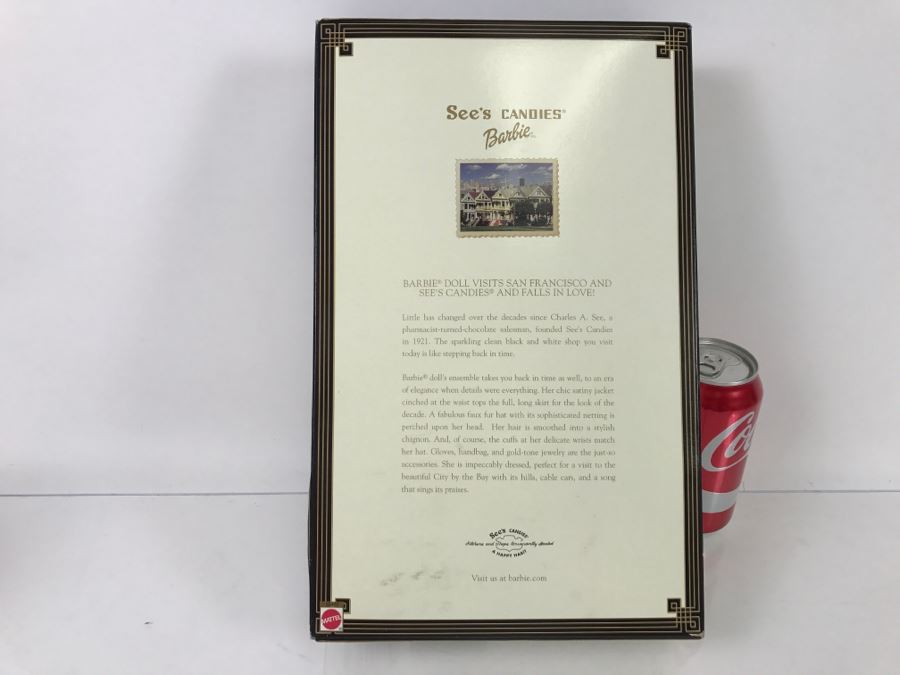 See's CANDIES®
Barbie
BARBIE® DOLL VISITS SAN FRANCISCO AND
SEE'S CANDIES® AND FALLS IN LOVE!
Little has changed over the decades since Charles A. See, a
pharmacist-turned-chocolate salesman, founded See's Candies
in 1921. The sparkling clean black and white shop you visit
today is like stepping back in time.
Barbie® doll's ensemble takes you back in time as well, to an era
of elegance when details were everything. Her chic satiny jacket
cinched at the waist tops the full, long skirt for the look of the
decade. A fabulous faux fur hat with its sophisticated netting is
perched upon her head. Her hair is smoothed into a stylish
chignon. And, of course, the cuffs at her delicate wrists match
her hat. Gloves, handbag, and gold-tone jewelry are the just-so
accessories. She is impeccably dressed, perfect for a visit to the
beautiful City by the Bay with its hills, cable cars, and a song
that sings its praises.
See's CANDIES®
Kitchens and Shops Conveniently Located
A HAPPY HABIT
Visit us at barbie.com
MATTEL
Co